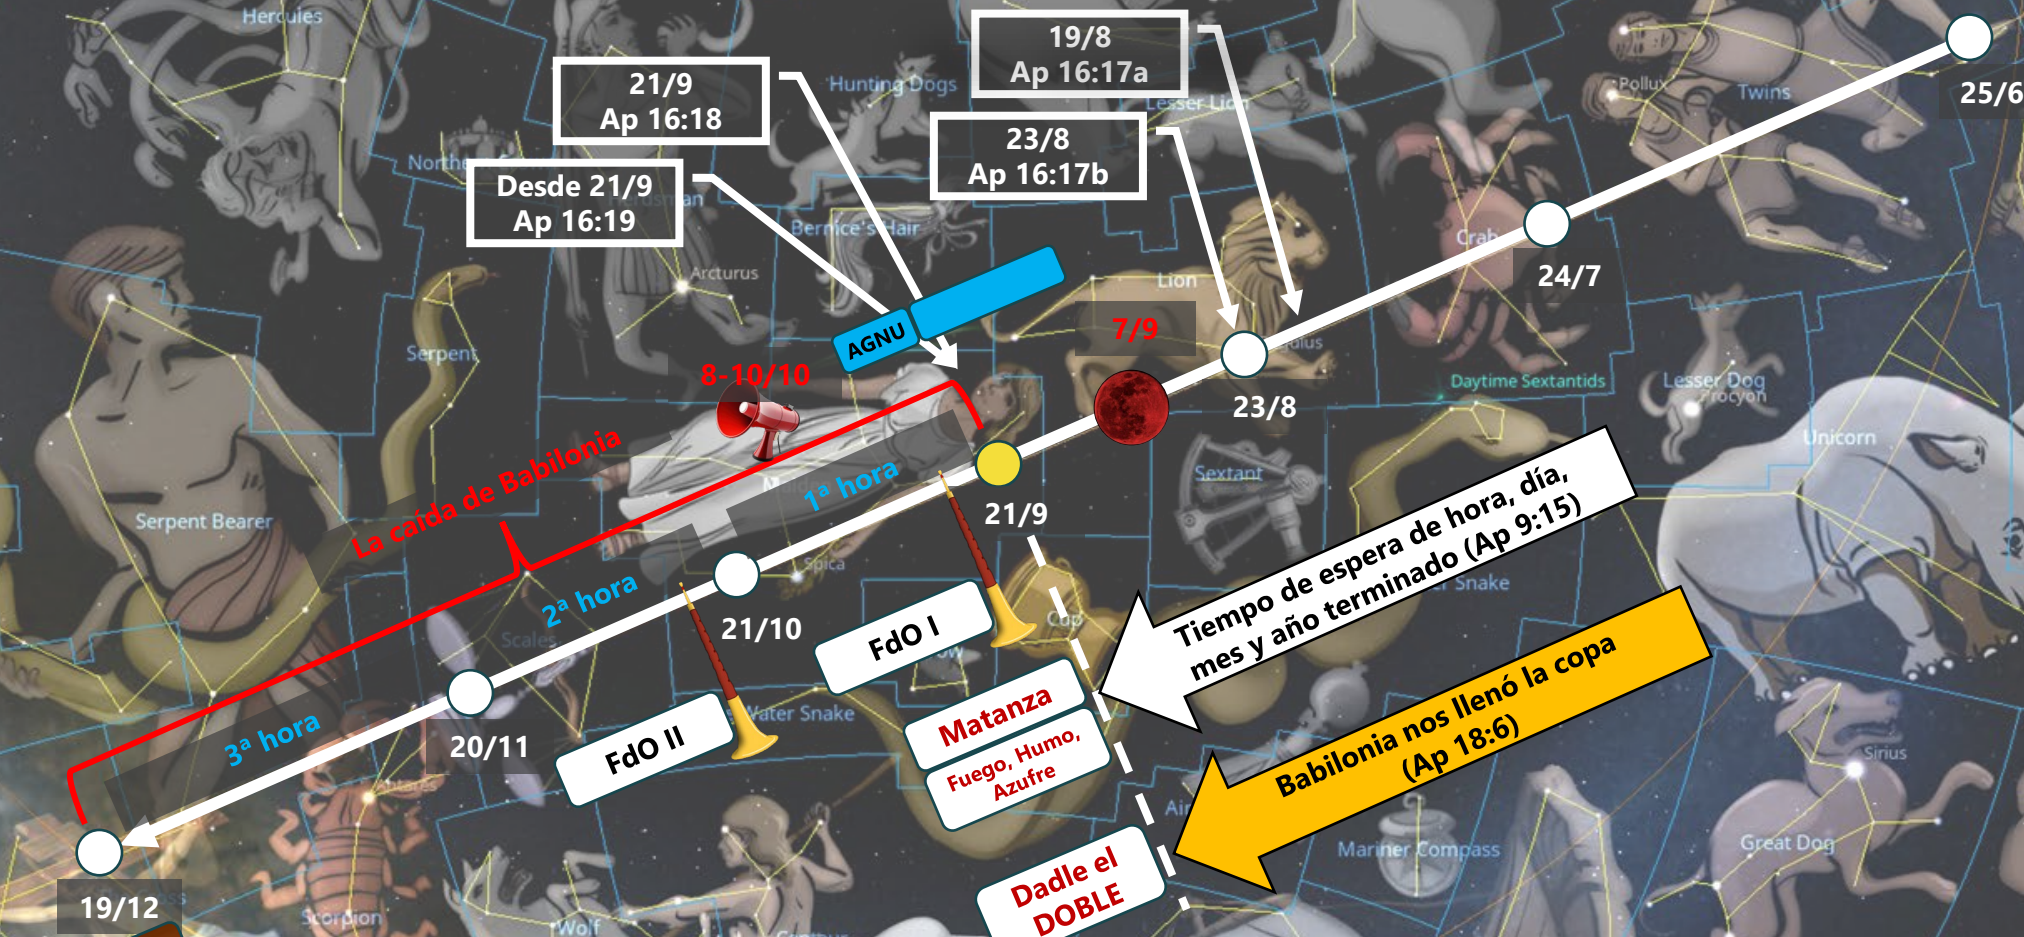 Hercules
19/8
Ap 16:17a
Hunting Dogs
21/9
Ap 16:18
Lesser Lion
Pollux
Twins
25/6
23/8
Ap 16:17b
Northe
Desde 21/9
Ap 16:19
Herdsman
Bernice's Hair
Crab
24/7
Arcturus
Lion
7/9
AGNU
Serpent
8-10/10
Daytime Sextantids
Lesser Dog
Procyon
23/8
Unicorn
La caída de Babilonia
1ª hora
Sextant
21/9
Serpent Bearer
Spica
2ª hora
Tiempo de espera de hora, día,
mes y año terminado (Ap 9:15)
Scales
21/10
FdO I
Cup
Snake
Babilonia nos llenó la copa
(Ap 18:6)
3ª hora
20/11
FdO II
Water Snake
Matanza
Fuego, Humo,
Azufre
Sirius
Antares
Mariner Compass
Great Dog
Dadle el
DOBLE
19/12
Scorpion
Wolf